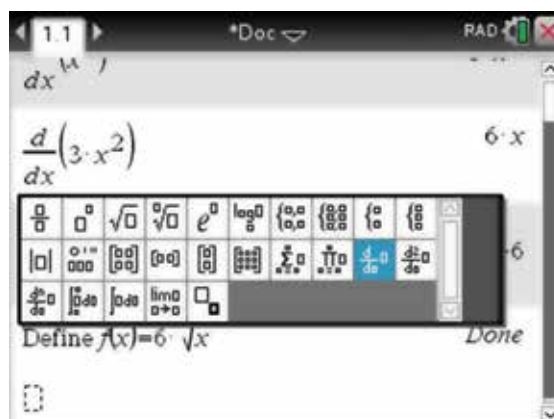 1.1 *Doc RAD
dx
d/dx(3·x²) 6·x
6
Define f(x)=6·√x Done